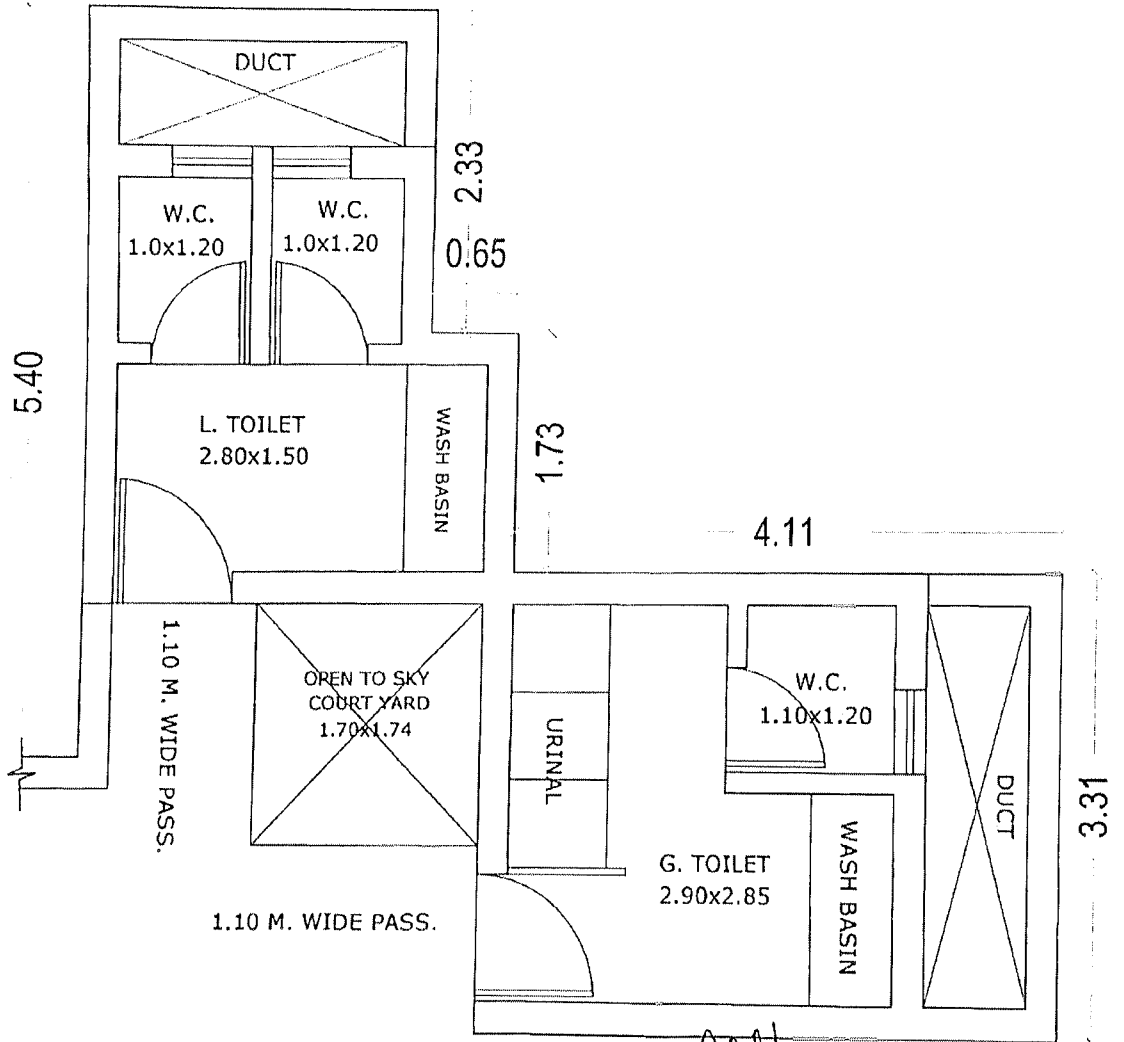 DUCT
2.33
W.C.
1.0x1.20
W.C.
1.0x1.20
0.65
5.40
L. TOILET
2.80x1.50
WASH BASIN
1.73
4.11
1.10 M. WIDE PASS.
OPEN TO SKY
COURT YARD
1.70x1.74
URINAL
W.C.
1.10x1.20
DUCT
3.31
G. TOILET
2.90x2.85
WASH BASIN
1.10 M. WIDE PASS.